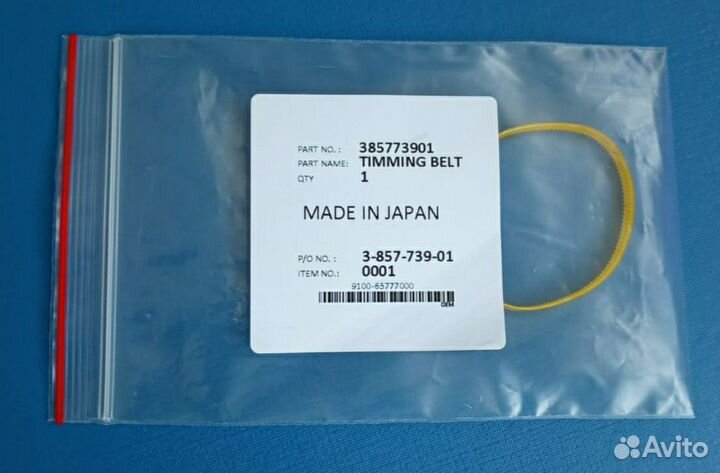 PART NO. : 385773901
PART NAME: TIMMING BELT
QTY 1
MADE IN JAPAN
P/O NO. : 3-857-739-01
ITEM NO.: 0001
9100-65777000
OEM
Avito